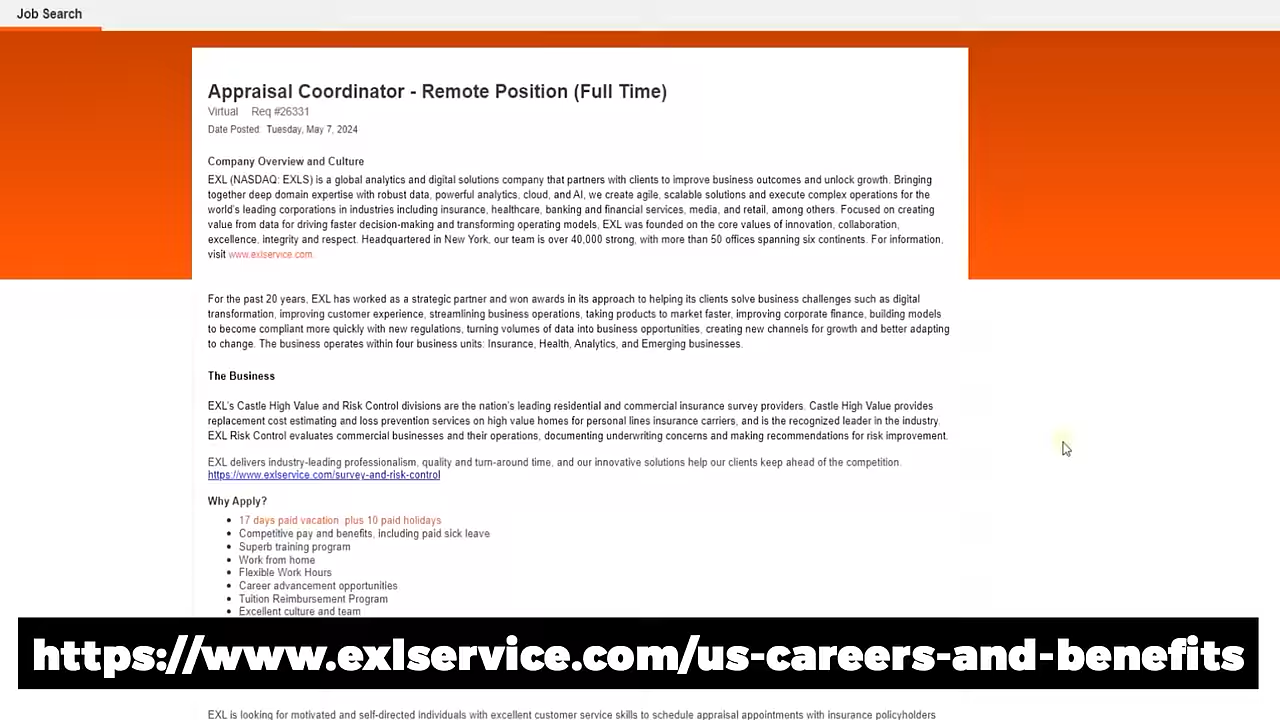 Job Search
Appraisal Coordinator - Remote Position (Full Time)
Virtual Req #26331
Date Posted: Tuesday, May 7, 2024
Company Overview and Culture
EXL (NASDAQ: EXLS) is a global analytics and digital solutions company that partners with clients to improve business outcomes and unlock growth. Bringing
together deep domain expertise with robust data, powerful analytics, cloud, and AI, we create agile, scalable solutions and execute complex operations for the
world's leading corporations in industries including insurance, healthcare, banking and financial services, media, and retail, among others. Focused on creating
value from data for driving faster decision-making and transforming operating models, EXL was founded on the core values of innovation, collaboration,
excellence, integrity and respect. Headquartered in New York, our team is over 40,000 strong, with more than 50 offices spanning six continents. For information,
visit www.exlservice.com.
For the past 20 years, EXL has worked as a strategic partner and won awards in its approach to helping its clients solve business challenges such as digital
transformation, improving customer experience, streamlining business operations, taking products to market faster, improving corporate finance, building models
to become compliant more quickly with new regulations, turning volumes of data into business opportunities, creating new channels for growth and better adapting
to change. The business operates within four business units: Insurance, Health, Analytics, and Emerging businesses.
The Business
EXL's Castle High Value and Risk Control divisions are the nation's leading residential and commercial insurance survey providers. Castle High Value provides
replacement cost estimating and loss prevention services on high value homes for personal lines insurance carriers, and is the recognized leader in the industry.
EXL Risk Control evaluates commercial businesses and their operations, documenting underwriting concerns and making recommendations for risk improvement.
EXL delivers industry-leading professionalism, quality and turn-around time, and our innovative solutions help our clients keep ahead of the competition.
https://www.exlservice.com/survey-and-risk-control
Why Apply?
• 17 days paid vacation plus 10 paid holidays
• Competitive pay and benefits, including paid sick leave
• Superb training program
• Work from home
• Flexible Work Hours
• Career advancement opportunities
• Tuition Reimbursement Program
• Excellent culture and team
https://www.exlservice.com/us-careers-and-benefits
EXL is looking for motivated and self-directed individuals with excellent customer service skills to schedule appraisal appointments with insurance policyholders